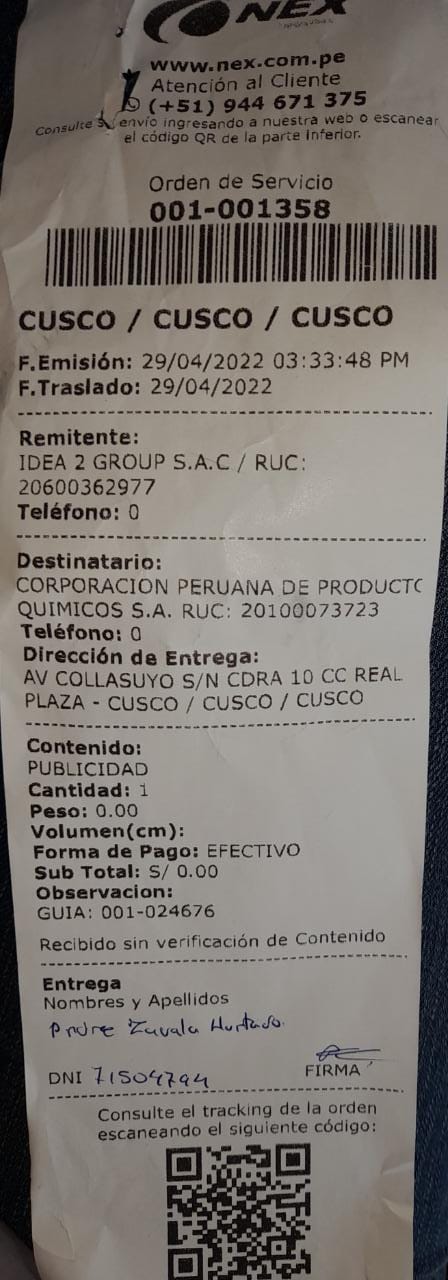 NEX
www.nex.com.pe
Atención al Cliente
(+51) 944 671 375
Consulte su envío ingresando a nuestra web o escanear
el código QR de la parte inferior.
Orden de Servicio
001-001358
CUSCO / CUSCO / CUSCO
F.Emisión: 29/04/2022 03:33:48 PM
F.Traslado: 29/04/2022
Remitente:
IDEA 2 GROUP S.A.C / RUC:
20600362977
Teléfono: 0
Destinatario:
CORPORACION PERUANA DE PRODUCTO
QUIMICOS S.A. RUC: 20100073723
Teléfono: 0
Dirección de Entrega:
AV COLLASUYO S/N CDRA 10 CC REAL
PLAZA - CUSCO / CUSCO / CUSCO
Contenido:
PUBLICIDAD
Cantidad: 1
Peso: 0.00
Volumen(cm):
Forma de Pago: EFECTIVO
Sub Total: S/ 0.00
Observacion:
GUIA: 001-024676
Recibido sin verificación de Contenido
Entrega
Nombres y Apellidos
Zavala Hurtado.
DNI 71504794
FIRMA
Consulte el tracking de la orden
escaneando el siguiente código: